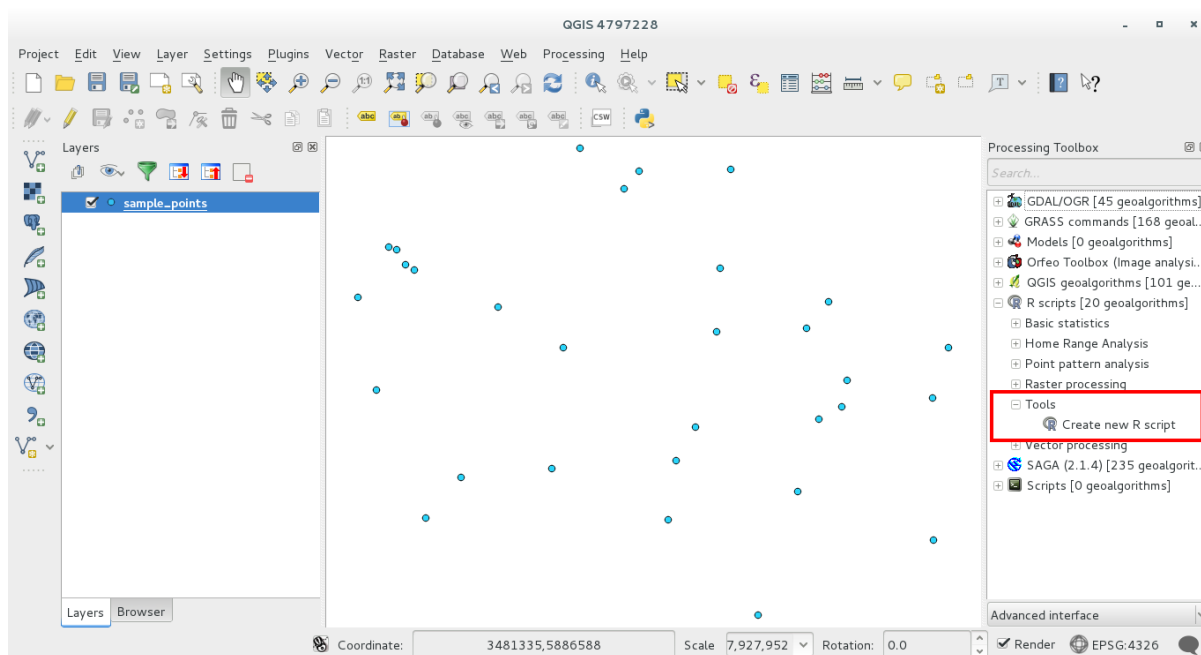 QGIS 4797228
Project Edit View Layer Settings Plugins Vector Raster Database Web Processing Help
abc
CSW
Layers
sample_points
Layers Browser
Processing Toolbox
Search...
GDAL/OGR [45 geoalgorithms]
GRASS commands [168 geoal...
Models [0 geoalgorithms]
Orfeo Toolbox (Image analysi...
QGIS geoalgorithms [101 ge...
R scripts [20 geoalgorithms]
Basic statistics
Home Range Analysis
Point pattern analysis
Raster processing
Tools
Create new R script
Vector processing
SAGA (2.1.4) [235 geoalgorit...
Scripts [0 geoalgorithms]
Advanced interface
Coordinate: 3481335,5886588 Scale 7,927,952 Rotation: 0.0 Render EPSG:4326